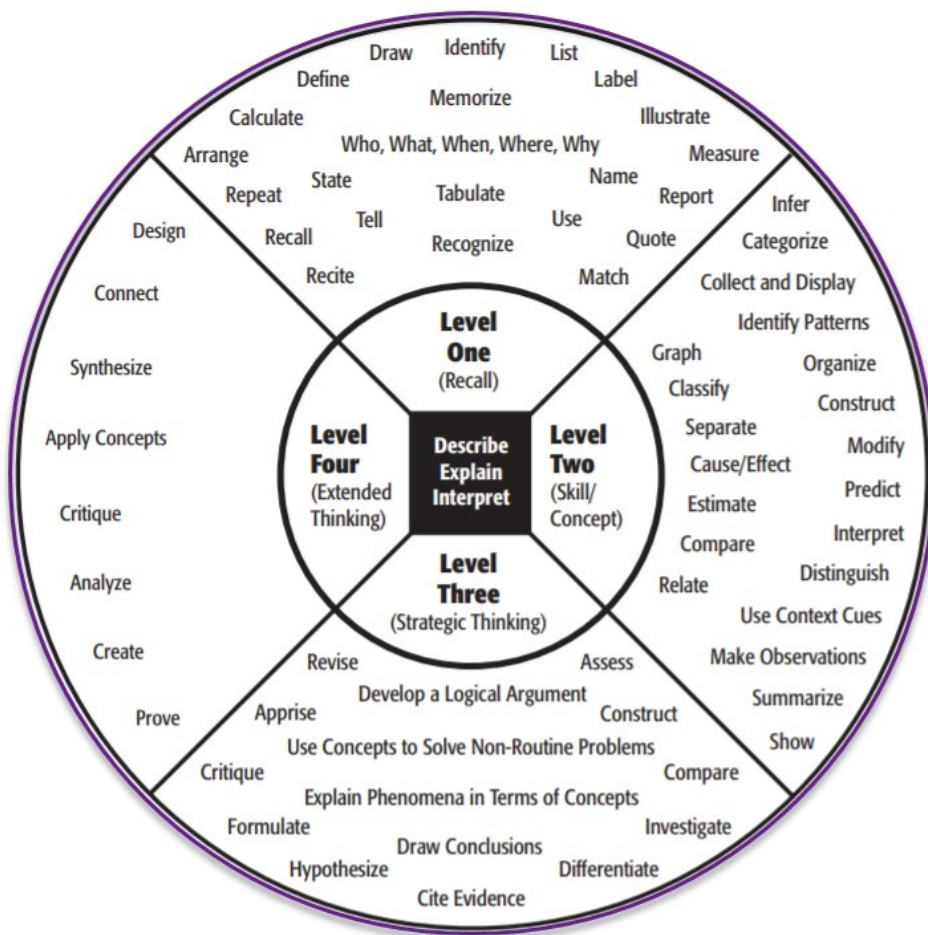 Draw
Identify
List
Define
Label
Memorize
Calculate
Illustrate
Who, What, When, Where, Why
Arrange
Measure
State
Name
Repeat
Tabulate
Report
Tell
Use
Recall
Recognize
Quote
Recite
Match
Level
One
(Recall)
Infer
Categorize
Collect and Display
Identify Patterns
Graph
Organize
Classify
Construct
Separate
Modify
Cause/Effect
Predict
Estimate
Interpret
Compare
Distinguish
Relate
Use Context Cues
Make Observations
Summarize
Show
Level
Two
(Skill/
Concept)
Describe
Explain
Interpret
Level
Four
(Extended
Thinking)
Design
Connect
Synthesize
Apply Concepts
Critique
Analyze
Create
Prove
Level
Three
(Strategic Thinking)
Revise
Assess
Develop a Logical Argument
Apprise
Construct
Use Concepts to Solve Non-Routine Problems
Critique
Compare
Explain Phenomena in Terms of Concepts
Formulate
Investigate
Draw Conclusions
Hypothesize
Differentiate
Cite Evidence